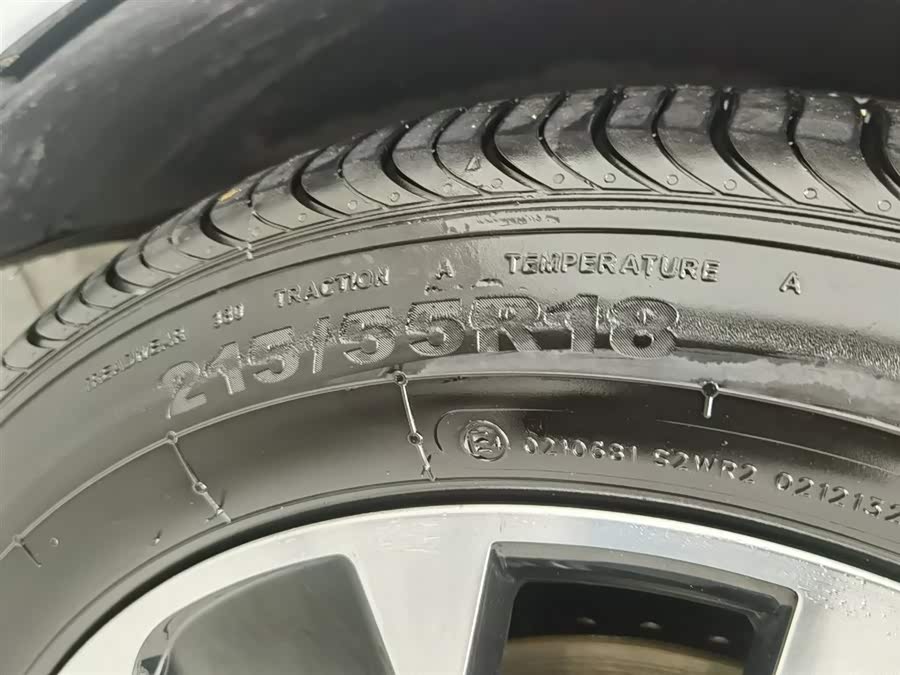 TREADWEAR 380 TRACTION A TEMPERATURE A
215/55R18
E 0210681 S2WR2 0212132